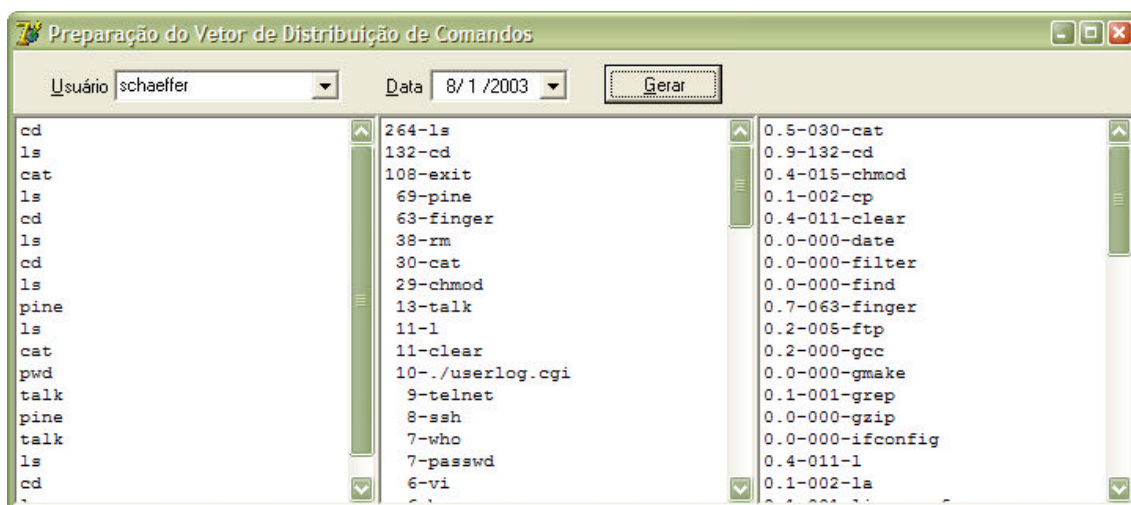 Preparação do Vetor de Distribuição de Comandos
Usuário schaeffer Data 8/ 1 /2003 Gerar
cd
ls
cat
ls
cd
ls
cd
ls
pine
ls
cat
pwd
talk
pine
talk
ls
cd
264-ls
132-cd
108-exit
69-pine
63-finger
38-rm
30-cat
29-chmod
13-talk
11-l
11-clear
10-./userlog.cgi
9-telnet
8-ssh
7-who
7-passwd
6-vi
0.5-030-cat
0.9-132-cd
0.4-015-chmod
0.1-002-cp
0.4-011-clear
0.0-000-date
0.0-000-filter
0.0-000-find
0.7-063-finger
0.2-005-ftp
0.2-000-gcc
0.0-000-gmake
0.1-001-grep
0.0-000-gzip
0.0-000-ifconfig
0.4-011-l
0.1-002-la